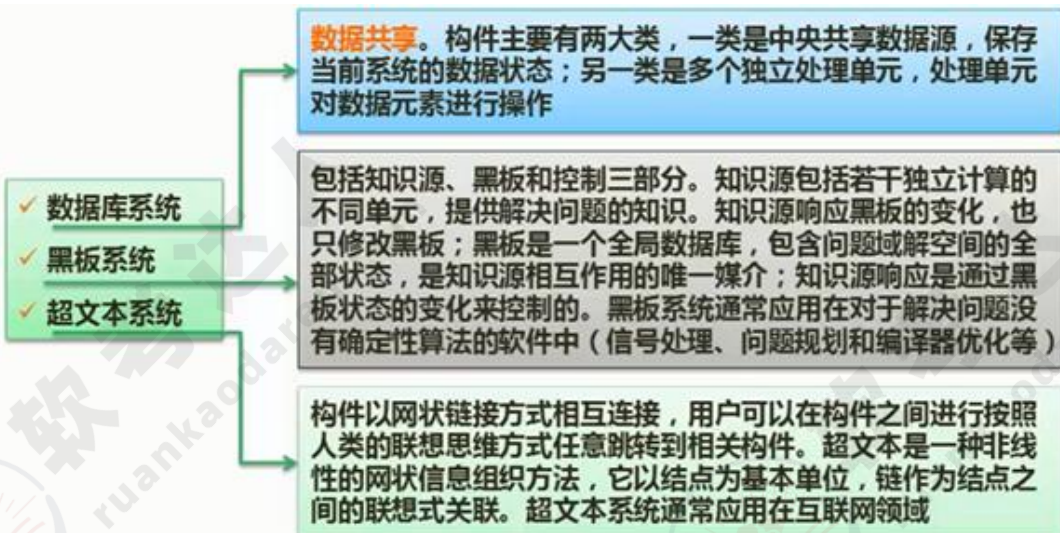 数据共享。构件主要有两大类，一类是中央共享数据源，保存
当前系统的数据状态；另一类是多个独立处理单元，处理单元
对数据元素进行操作
✓ 数据库系统
✓ 黑板系统
✓ 超文本系统
包括知识源、黑板和控制三部分。知识源包括若干独立计算的
不同单元，提供解决问题的知识。知识源响应黑板的变化，也
只修改黑板；黑板是一个全局数据库，包含问题域解空间的全
部状态，是知识源相互作用的唯一媒介；知识源响应是通过黑
板状态的变化来控制的。黑板系统通常应用在对于解决问题没
有确定性算法的软件中（信号处理、问题规划和编译器优化等）
构件以网状链接方式相互连接，用户可以在构件之间进行按照
人类的联想思维方式任意跳转到相关构件。超文本是一种非线
性的网状信息组织方法，它以结点为基本单位，链作为结点之
间的联想式关联。超文本系统通常应用在互联网领域
软考达人
ruankaodaren